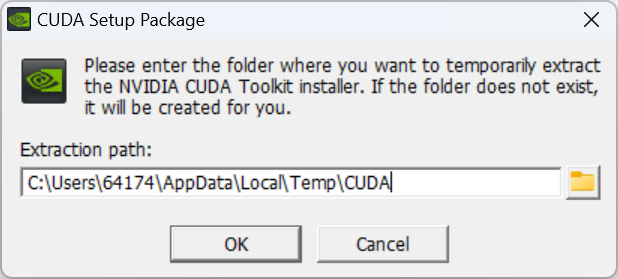 CUDA Setup Package
Please enter the folder where you want to temporarily extract
the NVIDIA CUDA Toolkit installer. If the folder does not exist,
it will be created for you.
Extraction path:
C:\Users\64174\AppData\Local\Temp\CUDA
OK
Cancel